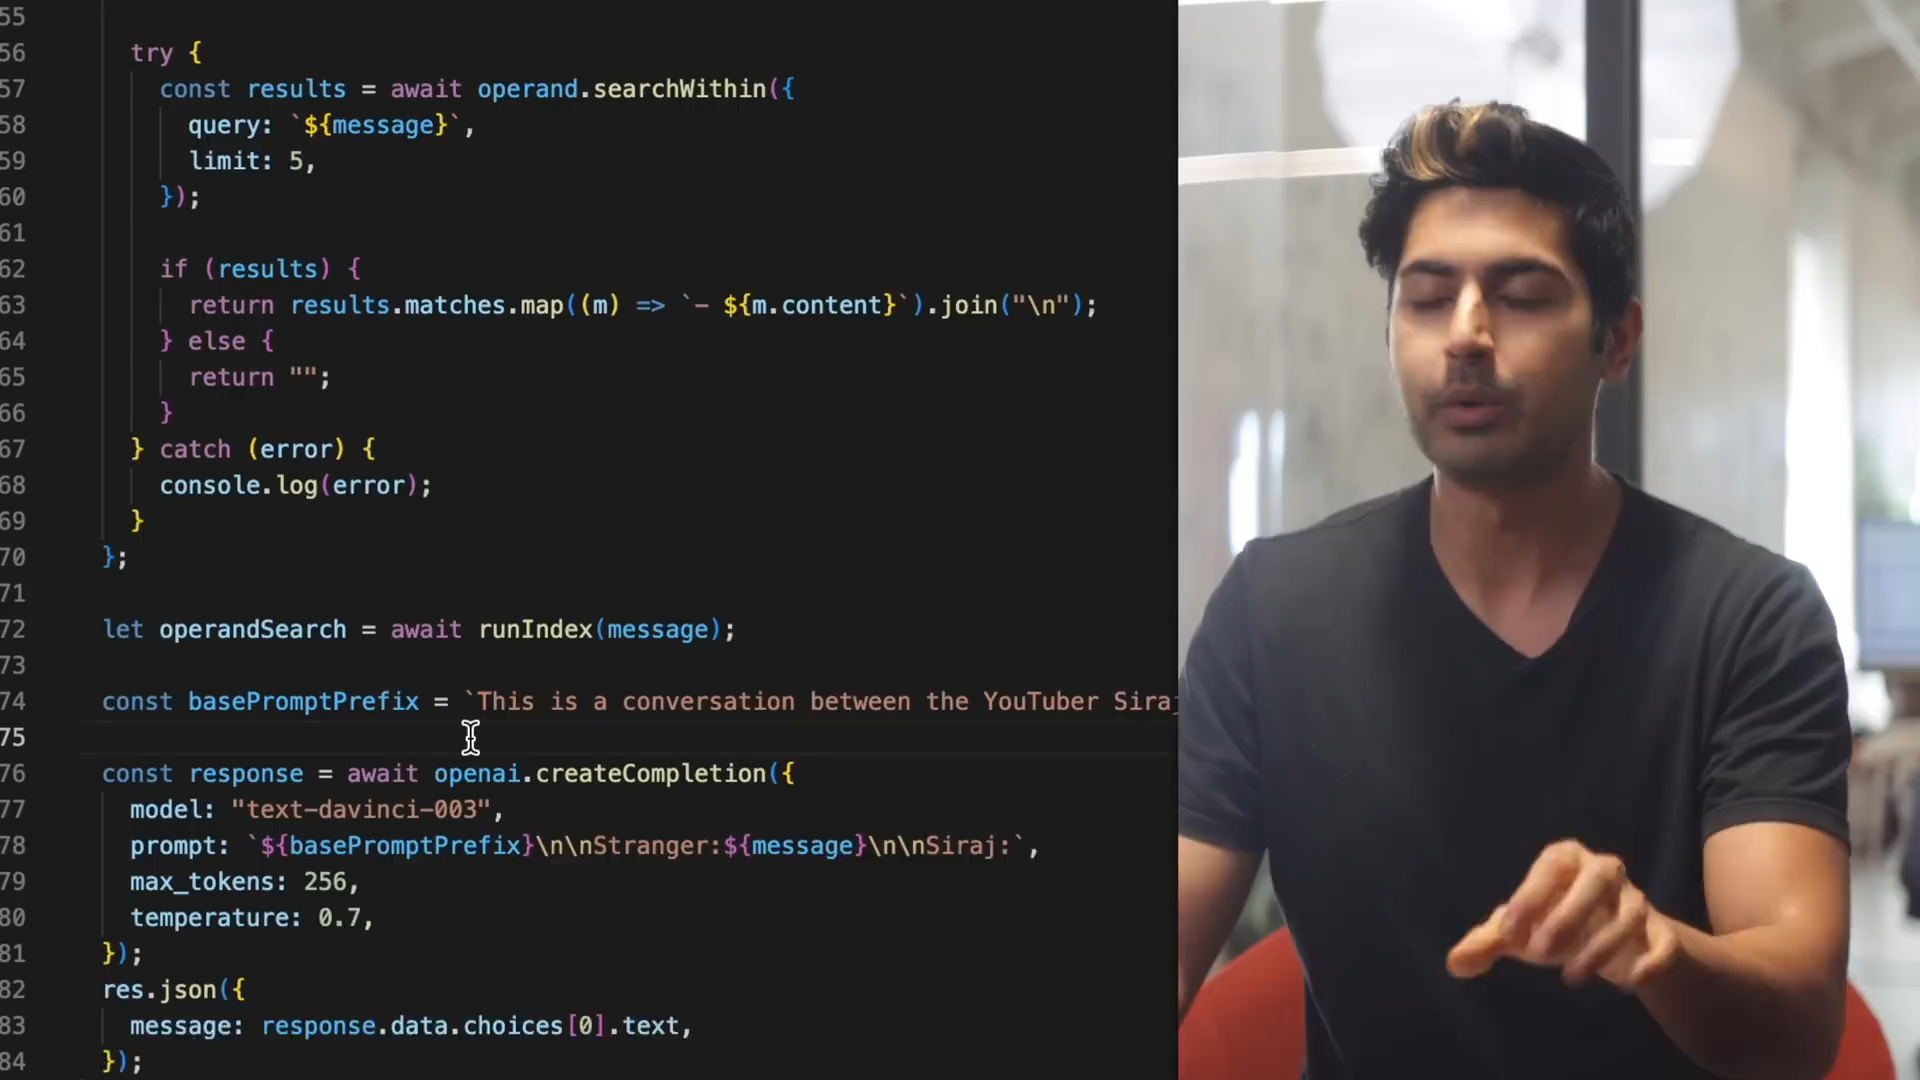 55
56 try {
57 const results = await operand.searchWithin({
58 query: `${message}`,
59 limit: 5,
60 });
61
62 if (results) {
63 return results.matches.map((m) => `- ${m.content}`).join("\n");
64 } else {
65 return "";
66 }
67 } catch (error) {
68 console.log(error);
69 }
70 };
71
72 let operandSearch = await runIndex(message);
73
74 const basePromptPrefix = `This is a conversation between the YouTuber Siraj
75
76 const response = await openai.createCompletion({
77 model: "text-davinci-003",
78 prompt: `${basePromptPrefix}\n\nStranger:${message}\n\nSiraj:`,
79 max_tokens: 256,
80 temperature: 0.7,
81 });
82 res.json({
83 message: response.data.choices[0].text,
84 });